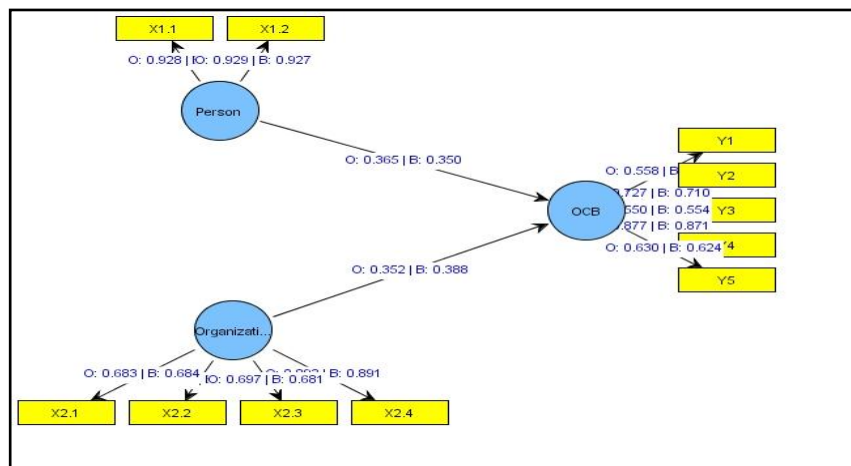 X1.1
X1.2
O: 0.928 |
O: 0.929 | B: 0.927
Person
O: 0.365 | B: 0.350
Y1
O: 0.558 |
Y2
0.727 | B: 0.710
OCB
0.550 | B: 0.554
Y3
0.877 | B: 0.871
O: 0.630 | B: 0.624
Y5
O: 0.352 | B: 0.388
Organizati...
O: 0.683 | B: 0.684
O: 0.697 | B: 0.681
B: 0.891
X2.1
X2.2
X2.3
X2.4